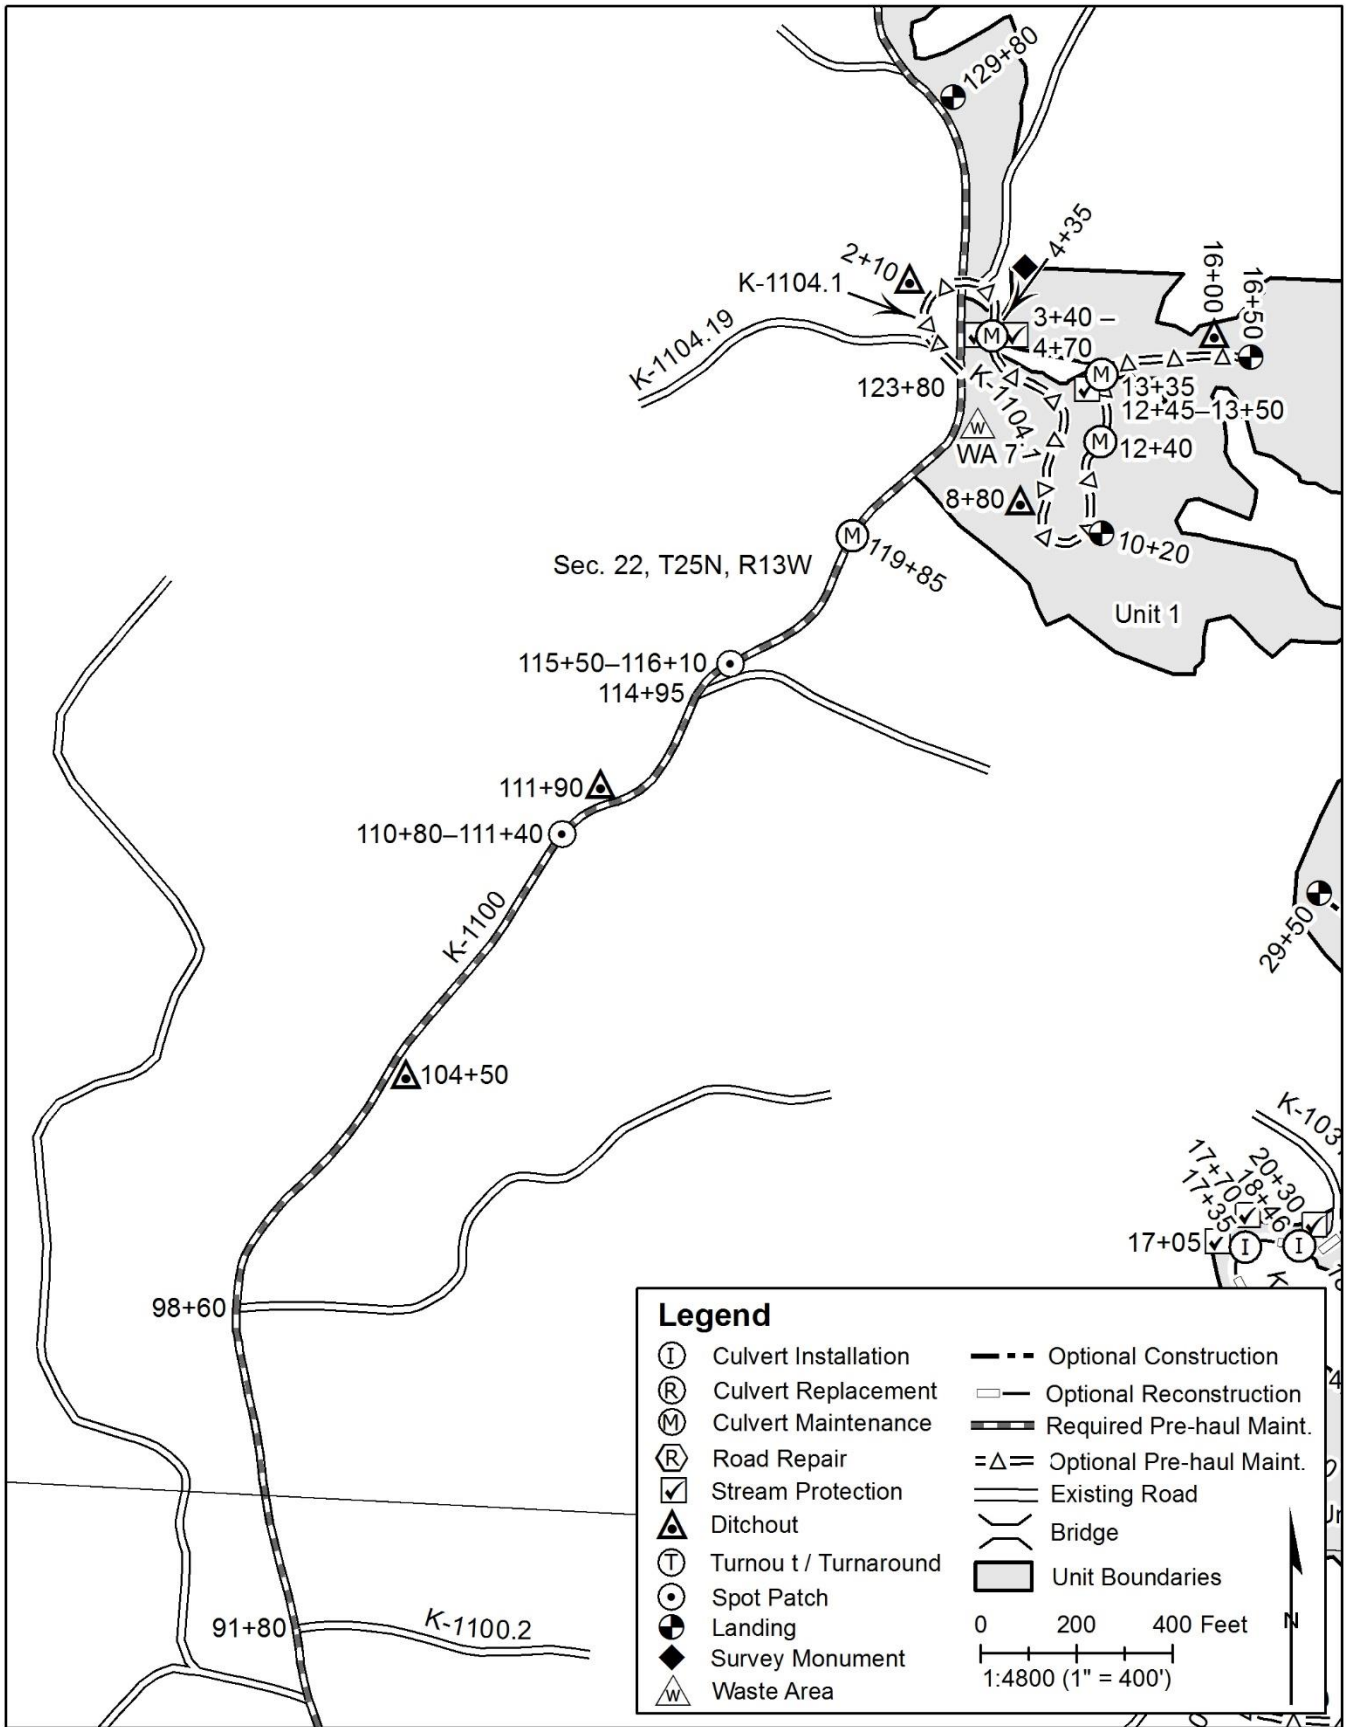 129+80
4+35
2+10
K-1104.1
16+00
16+50
3+40 –
4+70
K-1104.19
123+80
K-1104.1
13+35
12+45–13+50
12+40
WA 7
8+80
10+20
119+85
Sec. 22, T25N, R13W
Unit 1
115+50–116+10
114+95
111+90
110+80–111+40
K-1100
29+50
104+50
20+30
18+46
17+70
17+35
17+05
98+60
91+80
K-1100.2
Legend
I Culvert Installation
R Culvert Replacement
M Culvert Maintenance
R Road Repair
Stream Protection
Ditchout
T Turnou t / Turnaround
Spot Patch
Landing
Survey Monument
W Waste Area
Optional Construction
Optional Reconstruction
Required Pre-haul Maint.
Optional Pre-haul Maint.
Existing Road
Bridge
Unit Boundaries
0 200 400 Feet
1:4800 (1" = 400')
N